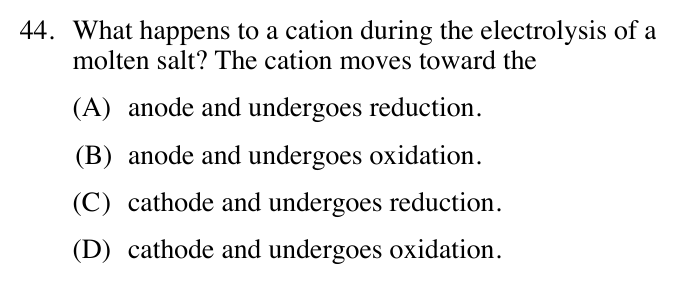 44. What happens to a cation during the electrolysis of a
molten salt? The cation moves toward the
(A) anode and undergoes reduction.
(B) anode and undergoes oxidation.
(C) cathode and undergoes reduction.
(D) cathode and undergoes oxidation.